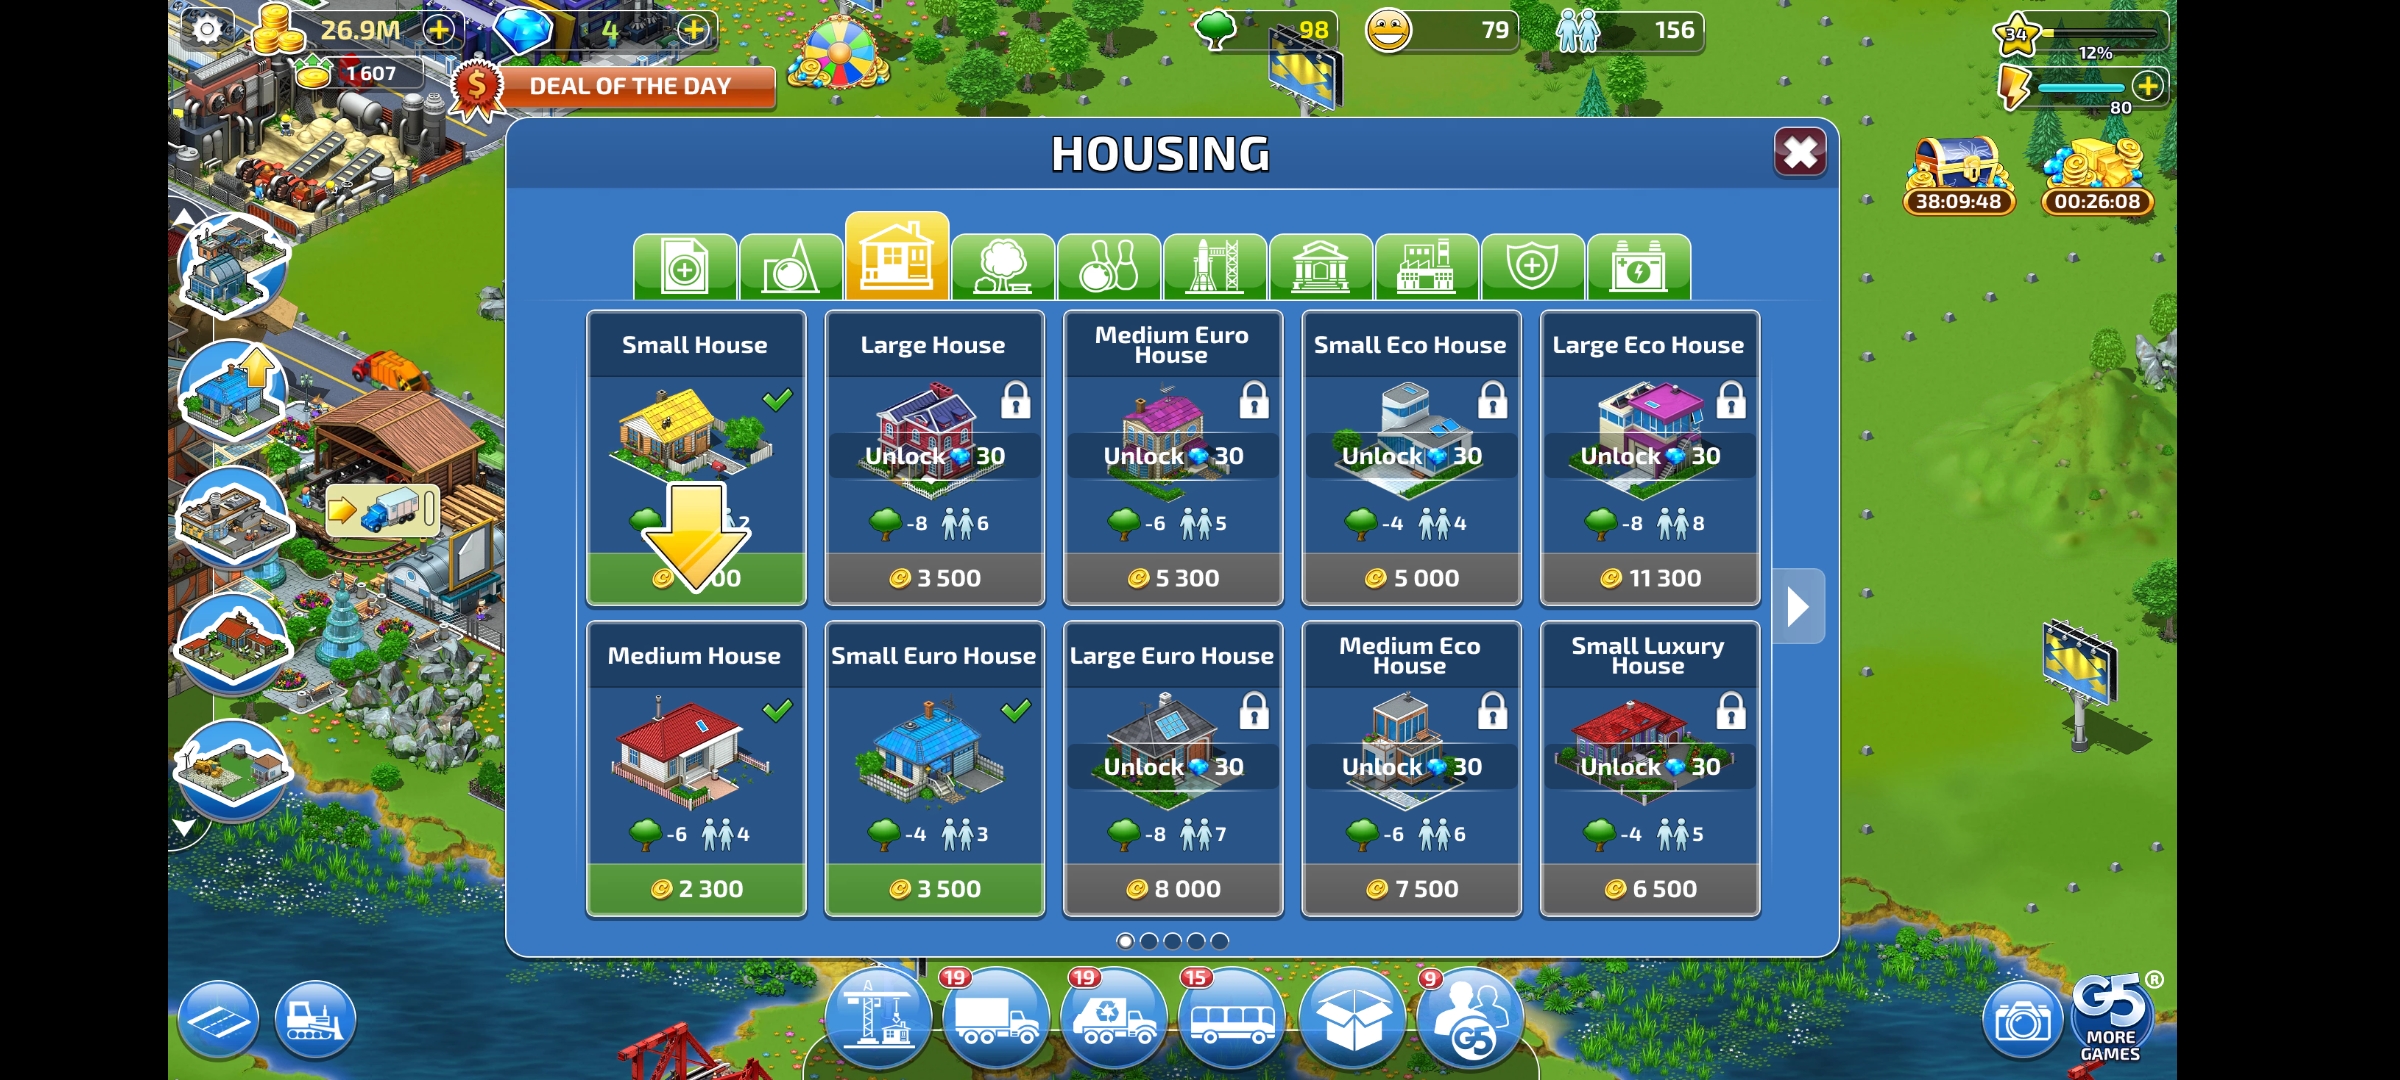 26.9M
4
1 607
DEAL OF THE DAY
98
79
156
34
12%
80
38:09:48
00:26:08
HOUSING
Small House
Large House
Medium Euro
House
Small Eco House
Large Eco House
Unlock 30
Unlock 30
Unlock 30
Unlock 30
2
-8 6
-6 5
-4 4
-8 8
00
3 500
5 300
5 000
11 300
Medium House
Small Euro House
Large Euro House
Medium Eco
House
Small Luxury
House
Unlock 30
Unlock 30
Unlock 30
-6 4
-4 3
-8 7
-6 6
-4 5
2 300
3 500
8 000
7 500
6 500
19
19
15
9
G5
G5®
MORE
GAMES